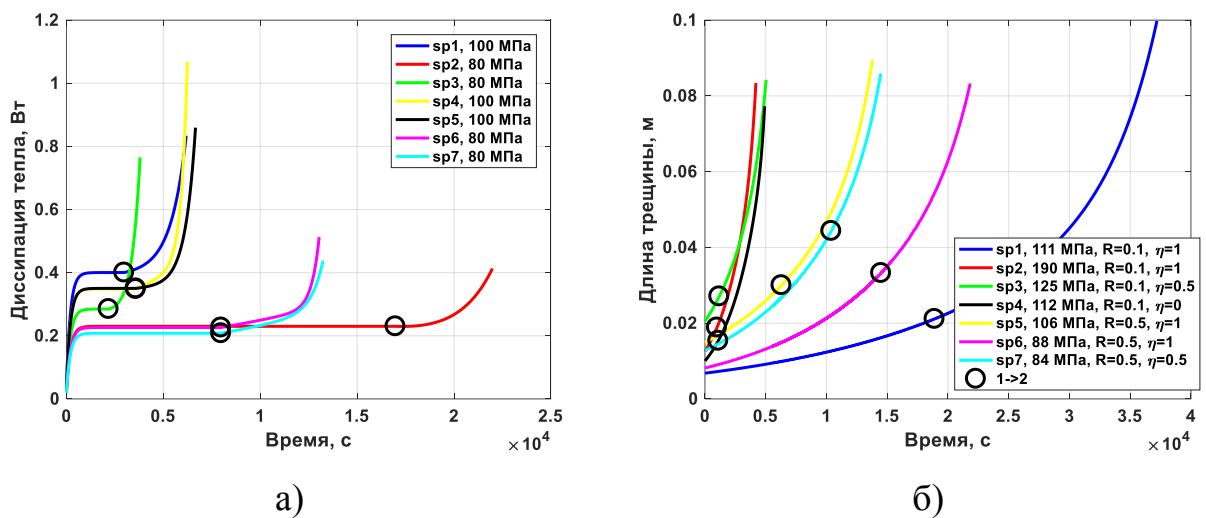 1.2
1
0.8
0.6
0.4
0.2
0
Диссипация тепла, Вт
sp1, 100 МПа
sp2, 80 МПа
sp3, 80 МПа
sp4, 100 МПа
sp5, 100 МПа
sp6, 80 МПа
sp7, 80 МПа
0 0.5 1 1.5 2 2.5
Время, с
×10⁴
а)
0.1
0.08
0.06
0.04
0.02
0
Длина трещины, м
sp1, 111 МПа, R=0.1, η=1
sp2, 190 МПа, R=0.1, η=1
sp3, 125 МПа, R=0.1, η=0.5
sp4, 112 МПа, R=0.1, η=0
sp5, 106 МПа, R=0.5, η=1
sp6, 88 МПа, R=0.5, η=1
sp7, 84 МПа, R=0.5, η=0.5
1->2
0 0.5 1 1.5 2 2.5 3 3.5 40
Время, с
×10⁴
б)